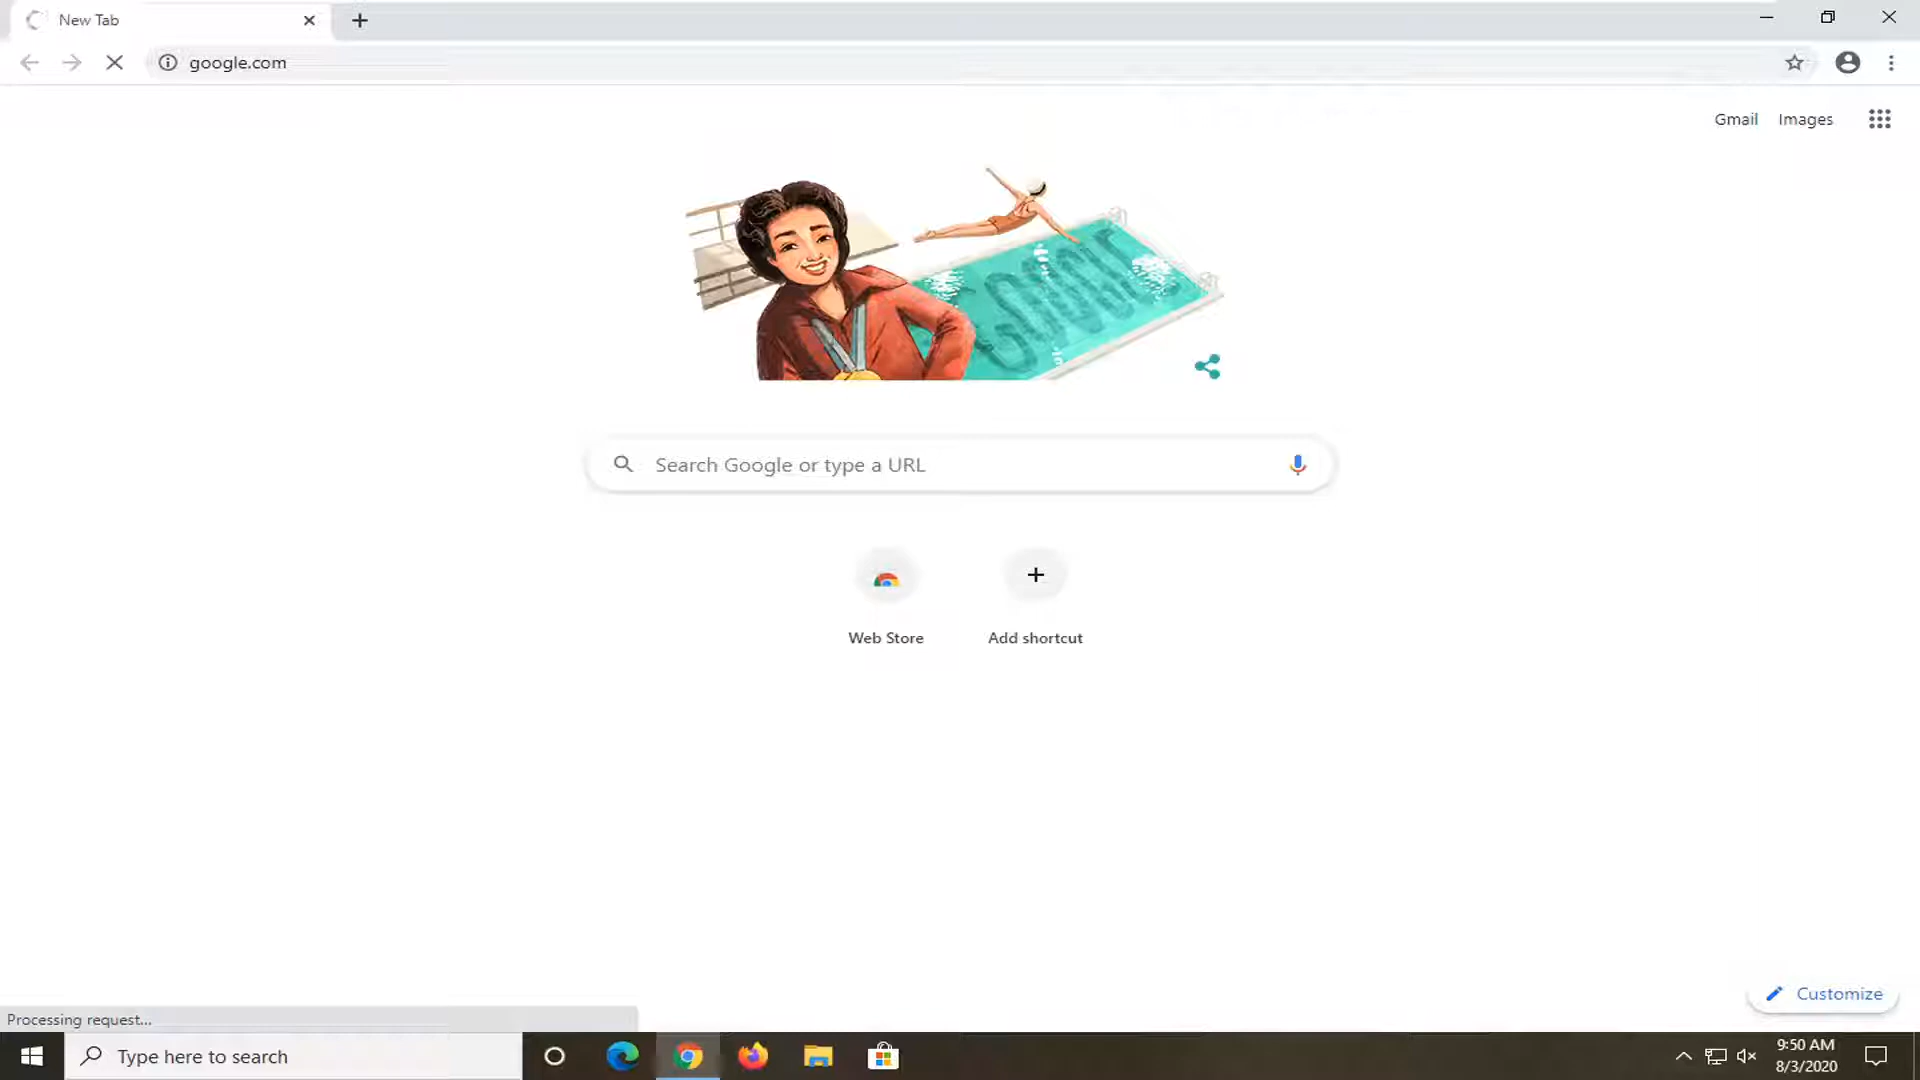 New Tab
google.com
Gmail Images
Search Google or type a URL
Web Store
Add shortcut
Customize
Processing request...
Type here to search
9:50 AM
8/3/2020